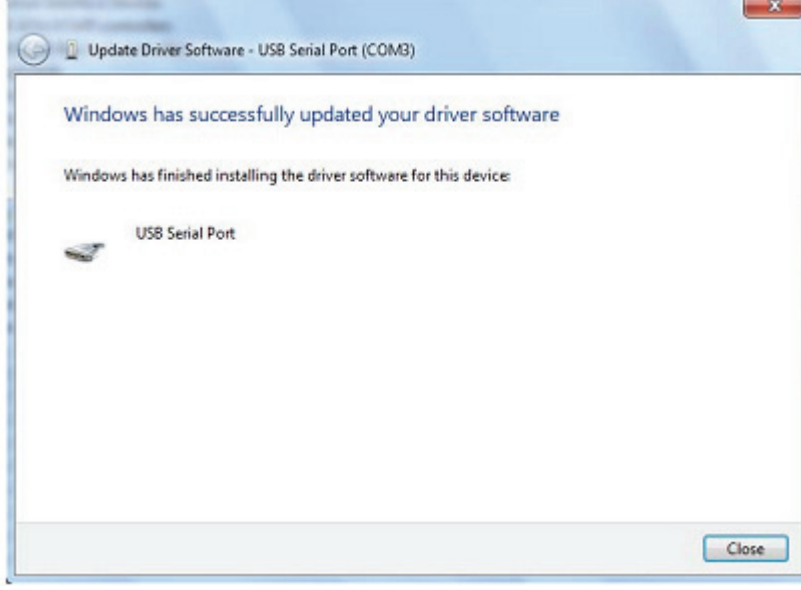 Update Driver Software - USB Serial Port (COM3)
Windows has successfully updated your driver software
Windows has finished installing the driver software for this device:
USB Serial Port
Close